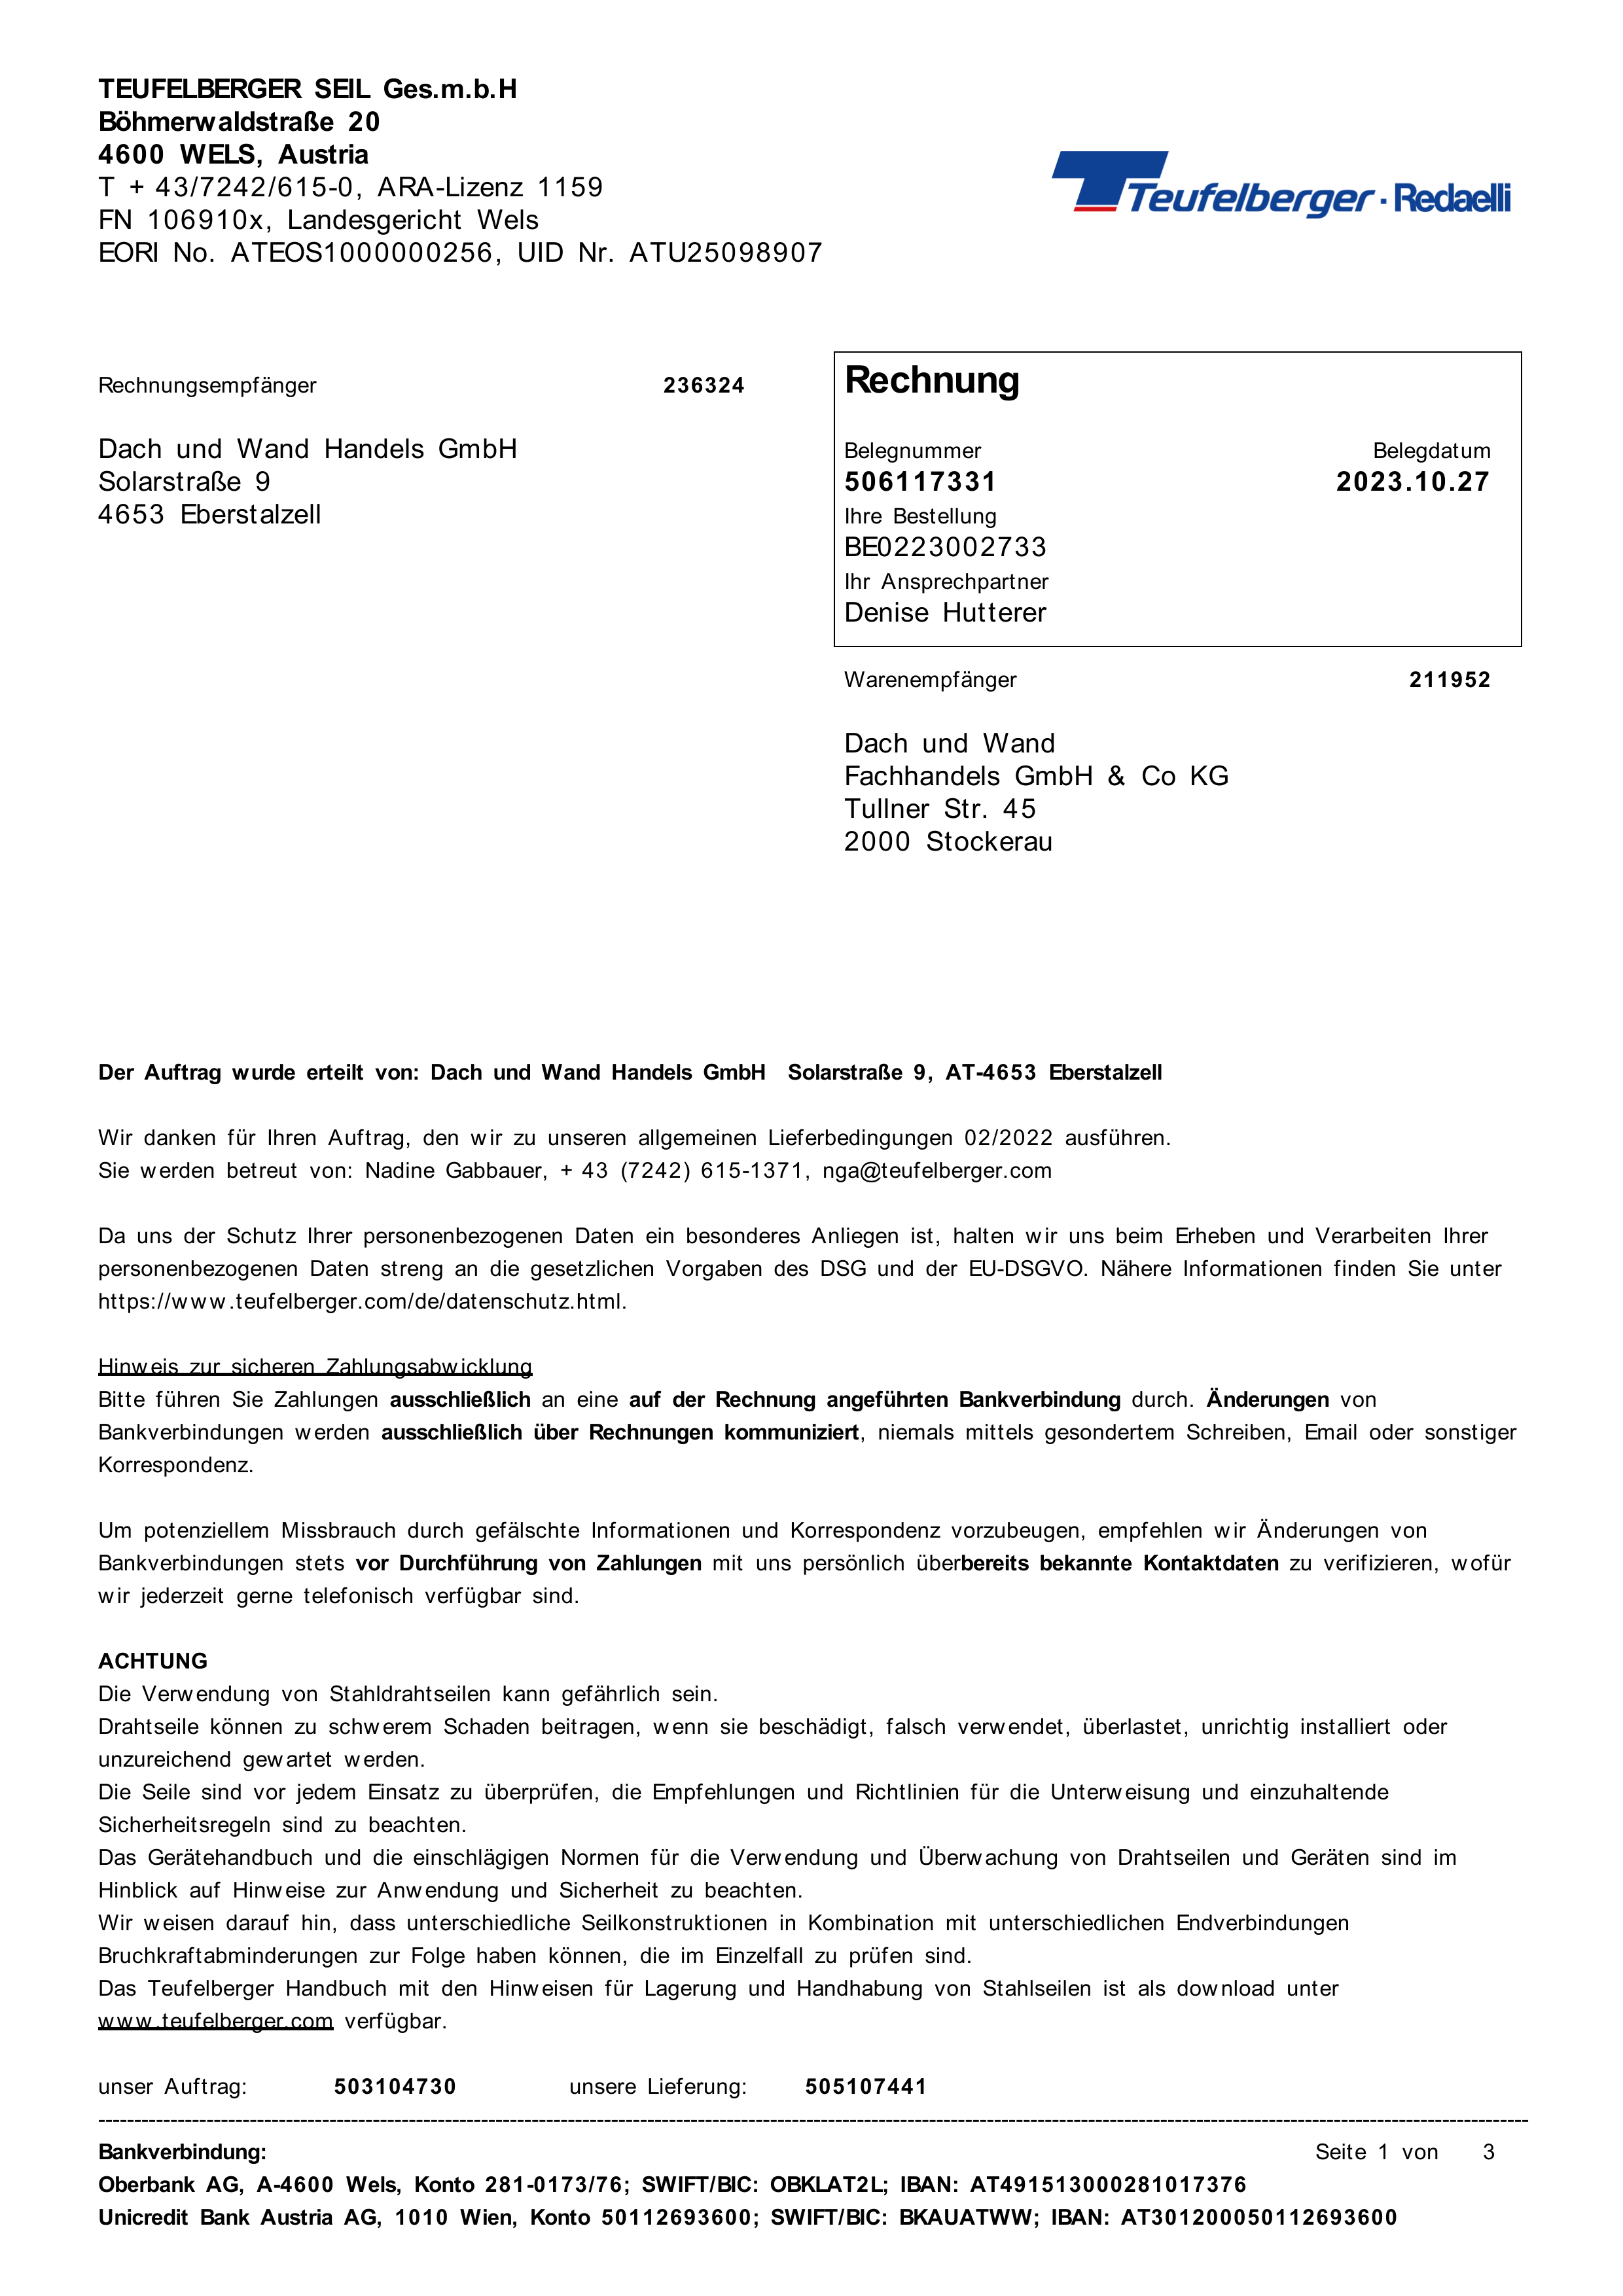 TEUFELBERGER SEIL Ges.m.b.H
Böhmerwaldstraße 20
4600 WELS, Austria
T + 43/7242/615-0, ARA-Lizenz 1159
FN 106910x, Landesgericht Wels
EORI No. ATEOS1000000256, UID Nr. ATU25098907
Teufelberger · Redaelli
Rechnungsempfänger 236324
Dach und Wand Handels GmbH
Solarstraße 9
4653 Eberstalzell
Rechnung
Belegnummer Belegdatum
506117331 2023.10.27
Ihre Bestellung
BE0223002733
Ihr Ansprechpartner
Denise Hutterer
Warenempfänger 211952
Dach und Wand
Fachhandels GmbH & Co KG
Tullner Str. 45
2000 Stockerau
Der Auftrag wurde erteilt von: Dach und Wand Handels GmbH Solarstraße 9, AT-4653 Eberstalzell
Wir danken für Ihren Auftrag, den wir zu unseren allgemeinen Lieferbedingungen 02/2022 ausführen.
Sie werden betreut von: Nadine Gabbauer, + 43 (7242) 615-1371, nga@teufelberger.com
Da uns der Schutz Ihrer personenbezogenen Daten ein besonderes Anliegen ist, halten wir uns beim Erheben und Verarbeiten Ihrer
personenbezogenen Daten streng an die gesetzlichen Vorgaben des DSG und der EU-DSGVO. Nähere Informationen finden Sie unter
https://www.teufelberger.com/de/datenschutz.html.
Hinweis zur sicheren Zahlungsabwicklung
Bitte führen Sie Zahlungen ausschließlich an eine auf der Rechnung angeführten Bankverbindung durch. Änderungen von
Bankverbindungen werden ausschließlich über Rechnungen kommuniziert, niemals mittels gesondertem Schreiben, Email oder sonstiger
Korrespondenz.
Um potenziellem Missbrauch durch gefälschte Informationen und Korrespondenz vorzubeugen, empfehlen wir Änderungen von
Bankverbindungen stets vor Durchführung von Zahlungen mit uns persönlich überbereits bekannte Kontaktdaten zu verifizieren, wofür
wir jederzeit gerne telefonisch verfügbar sind.
ACHTUNG
Die Verwendung von Stahldrahtseilen kann gefährlich sein.
Drahtseile können zu schwerem Schaden beitragen, wenn sie beschädigt, falsch verwendet, überlastet, unrichtig installiert oder
unzureichend gewartet werden.
Die Seile sind vor jedem Einsatz zu überprüfen, die Empfehlungen und Richtlinien für die Unterweisung und einzuhaltende
Sicherheitsregeln sind zu beachten.
Das Gerätehandbuch und die einschlägigen Normen für die Verwendung und Überwachung von Drahtseilen und Geräten sind im
Hinblick auf Hinweise zur Anwendung und Sicherheit zu beachten.
Wir weisen darauf hin, dass unterschiedliche Seilkonstruktionen in Kombination mit unterschiedlichen Endverbindungen
Bruchkraftabminderungen zur Folge haben können, die im Einzelfall zu prüfen sind.
Das Teufelberger Handbuch mit den Hinweisen für Lagerung und Handhabung von Stahlseilen ist als download unter
www.teufelberger.com verfügbar.
unser Auftrag: 503104730 unsere Lieferung: 505107441
Bankverbindung: Seite 1 von 3
Oberbank AG, A-4600 Wels, Konto 281-0173/76; SWIFT/BIC: OBKLAT2L; IBAN: AT491513000281017376
Unicredit Bank Austria AG, 1010 Wien, Konto 50112693600; SWIFT/BIC: BKAUATWW; IBAN: AT301200050112693600